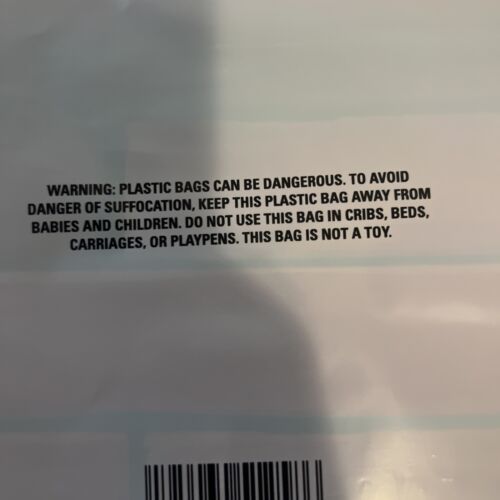 WARNING: PLASTIC BAGS CAN BE DANGEROUS. TO AVOID
DANGER OF SUFFOCATION, KEEP THIS PLASTIC BAG AWAY FROM
BABIES AND CHILDREN. DO NOT USE THIS BAG IN CRIBS, BEDS,
CARRIAGES, OR PLAYPENS. THIS BAG IS NOT A TOY.